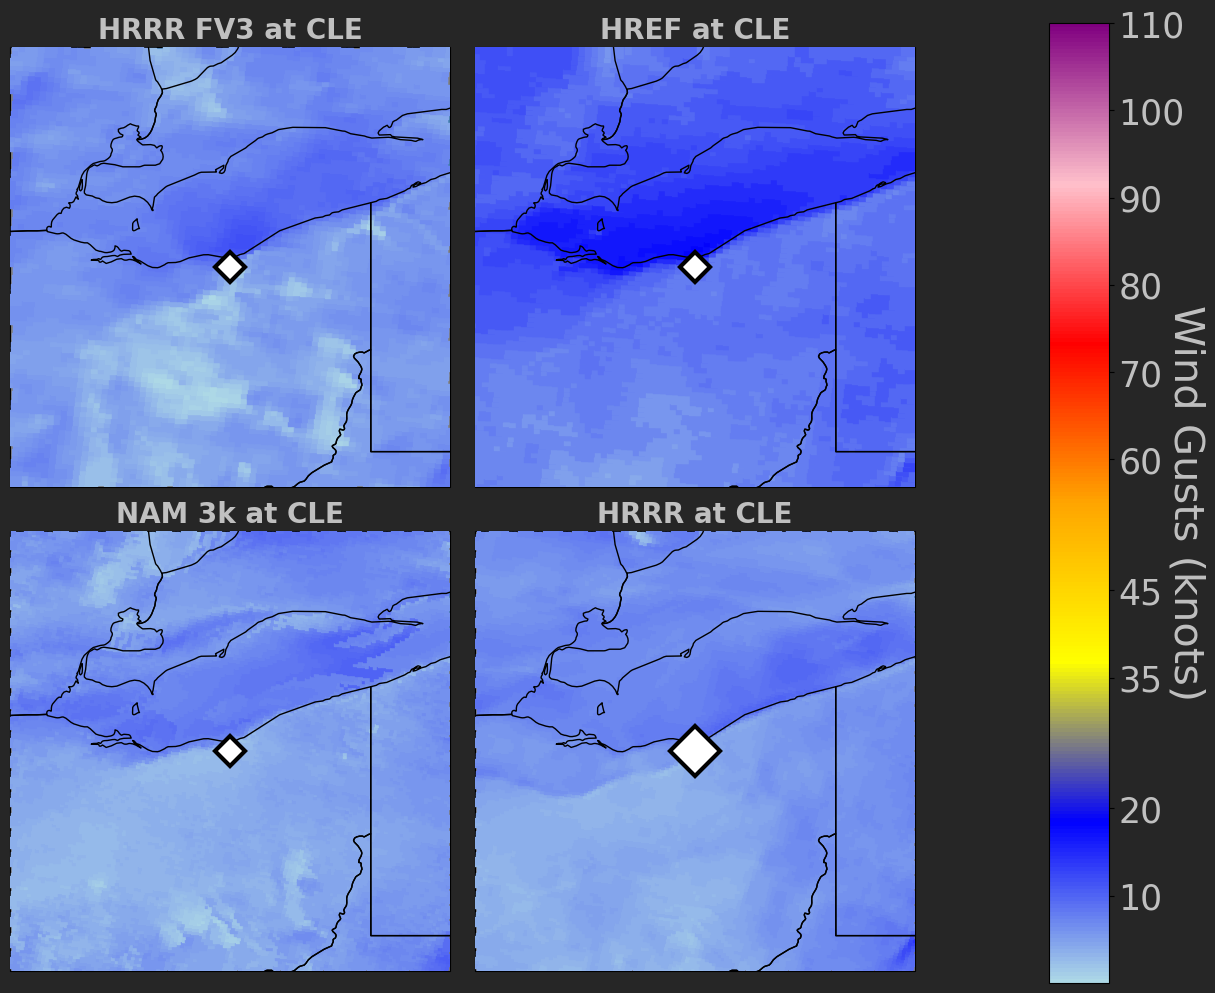 HRRR FV3 at CLE
HREF at CLE
NAM 3k at CLE
HRRR at CLE
110
100
90
80
70
60
45
35
20
10
Wind Gusts (knots)